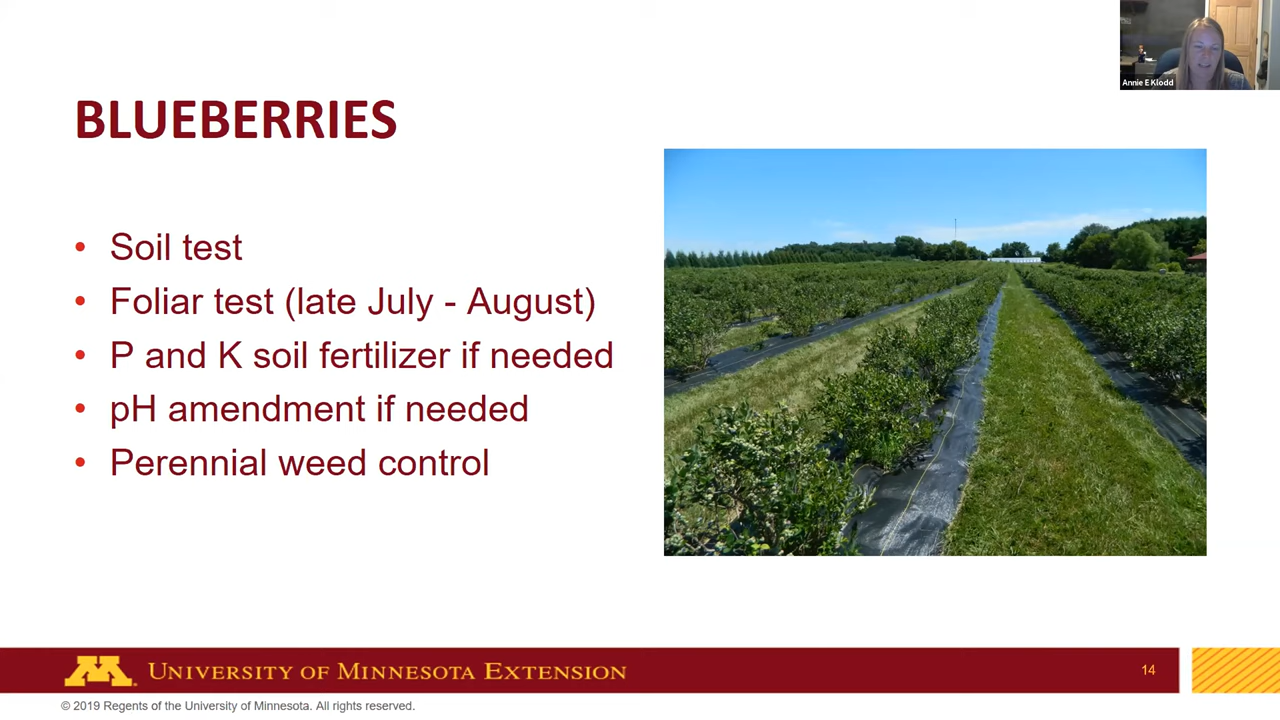 Annie E Klodd
BLUEBERRIES
• Soil test
• Foliar test (late July - August)
• P and K soil fertilizer if needed
• pH amendment if needed
• Perennial weed control
M UNIVERSITY OF MINNESOTA EXTENSION
14
© 2019 Regents of the University of Minnesota. All rights reserved.